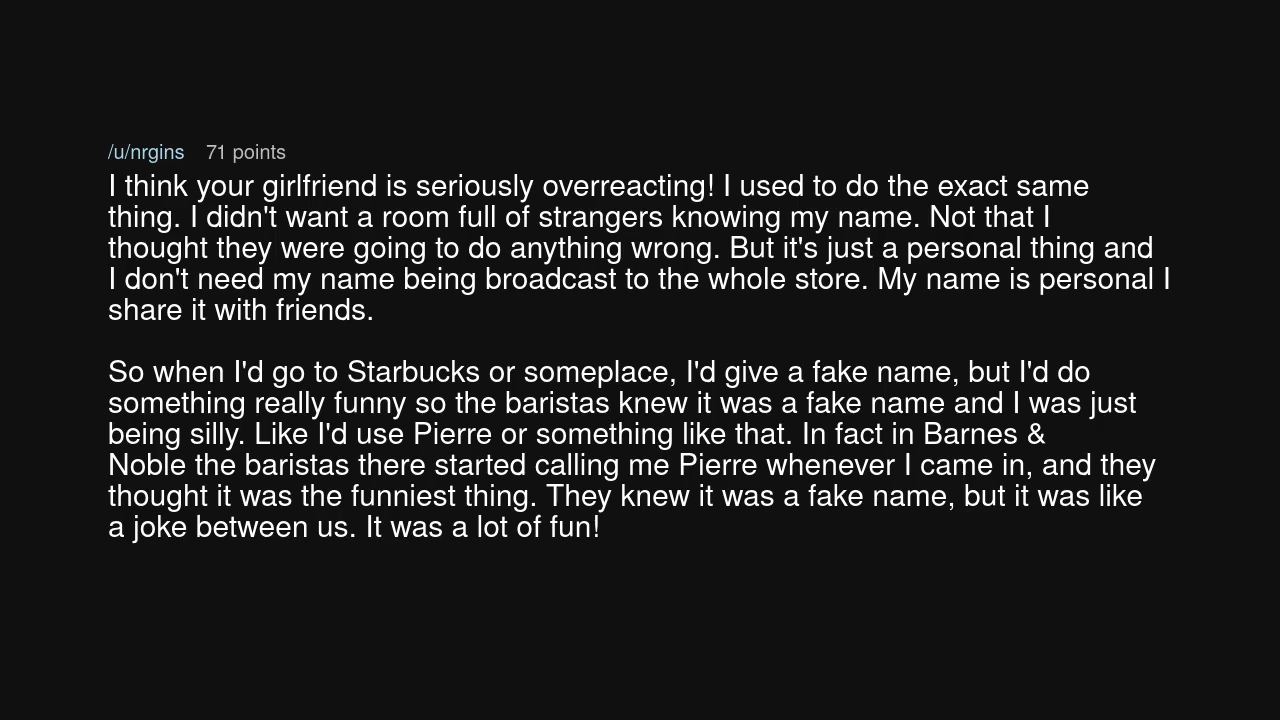 /u/nrgins 71 points
I think your girlfriend is seriously overreacting! I used to do the exact same
thing. I didn't want a room full of strangers knowing my name. Not that I
thought they were going to do anything wrong. But it's just a personal thing and
I don't need my name being broadcast to the whole store. My name is personal I
share it with friends.
So when I'd go to Starbucks or someplace, I'd give a fake name, but I'd do
something really funny so the baristas knew it was a fake name and I was just
being silly. Like I'd use Pierre or something like that. In fact in Barnes &
Noble the baristas there started calling me Pierre whenever I came in, and they
thought it was the funniest thing. They knew it was a fake name, but it was like
a joke between us. It was a lot of fun!